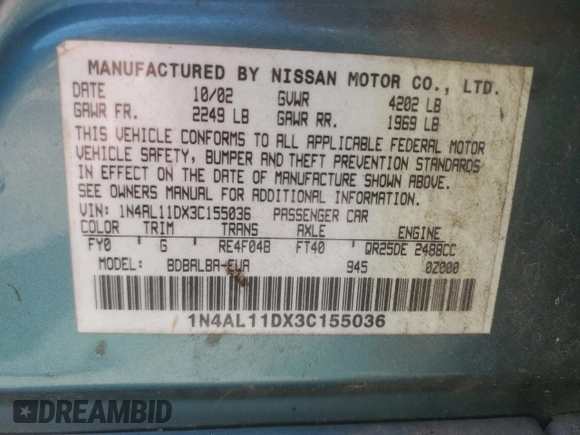 MANUFACTURED BY NISSAN MOTOR CO., LTD.
DATE 10/02 GVWR 4202 LB
GAWR FR. 2249 LB GAWR RR. 1969 LB
THIS VEHICLE CONFORMS TO ALL APPLICABLE FEDERAL MOTOR
VEHICLE SAFETY, BUMPER AND THEFT PREVENTION STANDARDS
IN EFFECT ON THE DATE OF MANUFACTURE SHOWN ABOVE.
SEE OWNERS MANUAL FOR ADDITIONAL INFORMATION.
VIN: 1N4AL11DX3C155036 PASSENGER CAR
COLOR TRIM TRANS AXLE ENGINE
FY0 G RE4F04B FT40 QR25DE 2488CC
MODEL: BDBALBA-EWA 945 0Z000
1N4AL11DX3C155036
DREAMBID